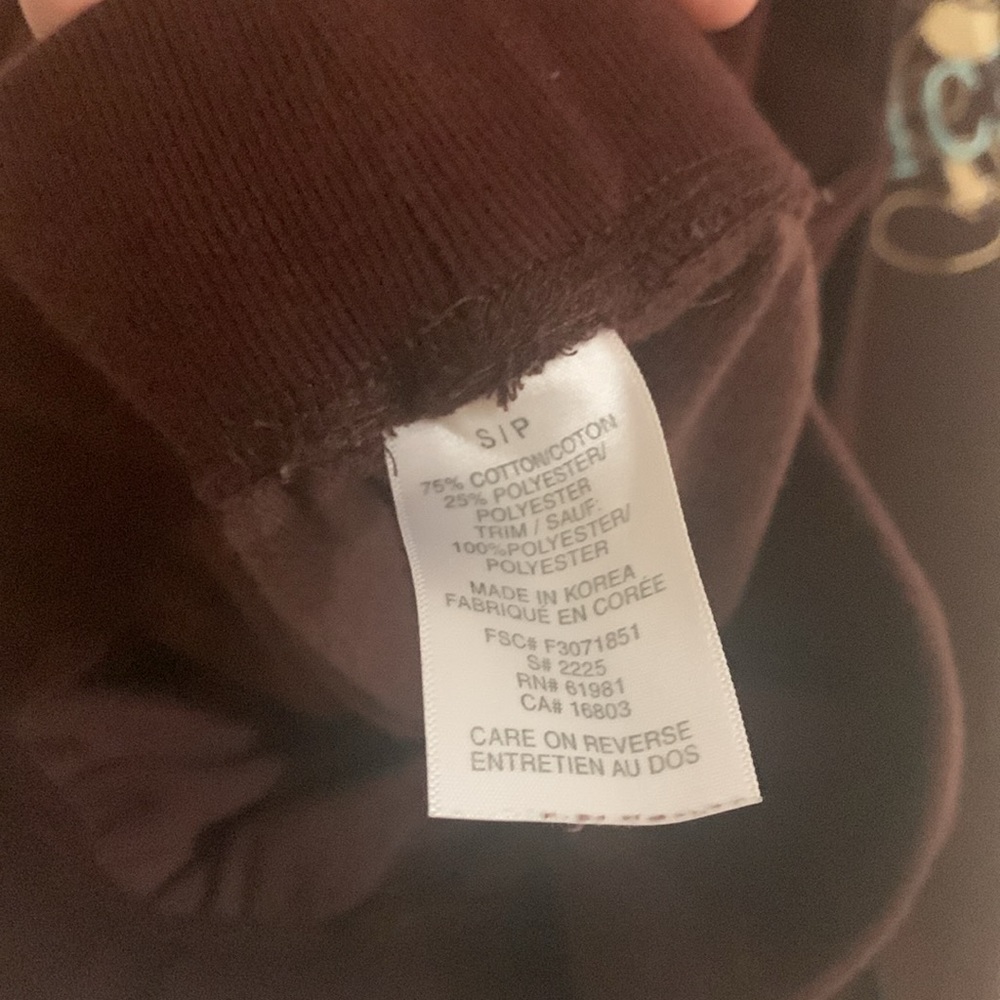 S / P
75% COTTON/COTON
25% POLYESTER/
POLYESTER
TRIM / SAUF:
100%POLYESTER/
POLYESTER
MADE IN KOREA
FABRIQUÉ EN CORÉE
FSC# F3071851
S# 2225
RN# 61981
CA# 16803
CARE ON REVERSE
ENTRETIEN AU DOS